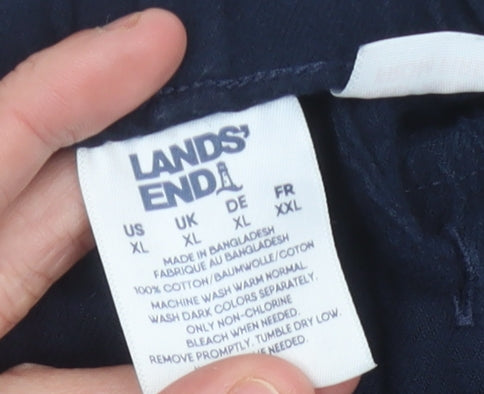 LANDS'
END
US UK DE FR
XL XL XL XXL
MADE IN BANGLADESH
FABRIQUE AU BANGLADESH
100% COTTON/BAUMWOLLE/COTON
MACHINE WASH WARM NORMAL
WASH DARK COLORS SEPARATELY.
ONLY NON-CHLORINE
BLEACH WHEN NEEDED.
REMOVE PROMPTLY, TUMBLE DRY LOW.
NEEDED.